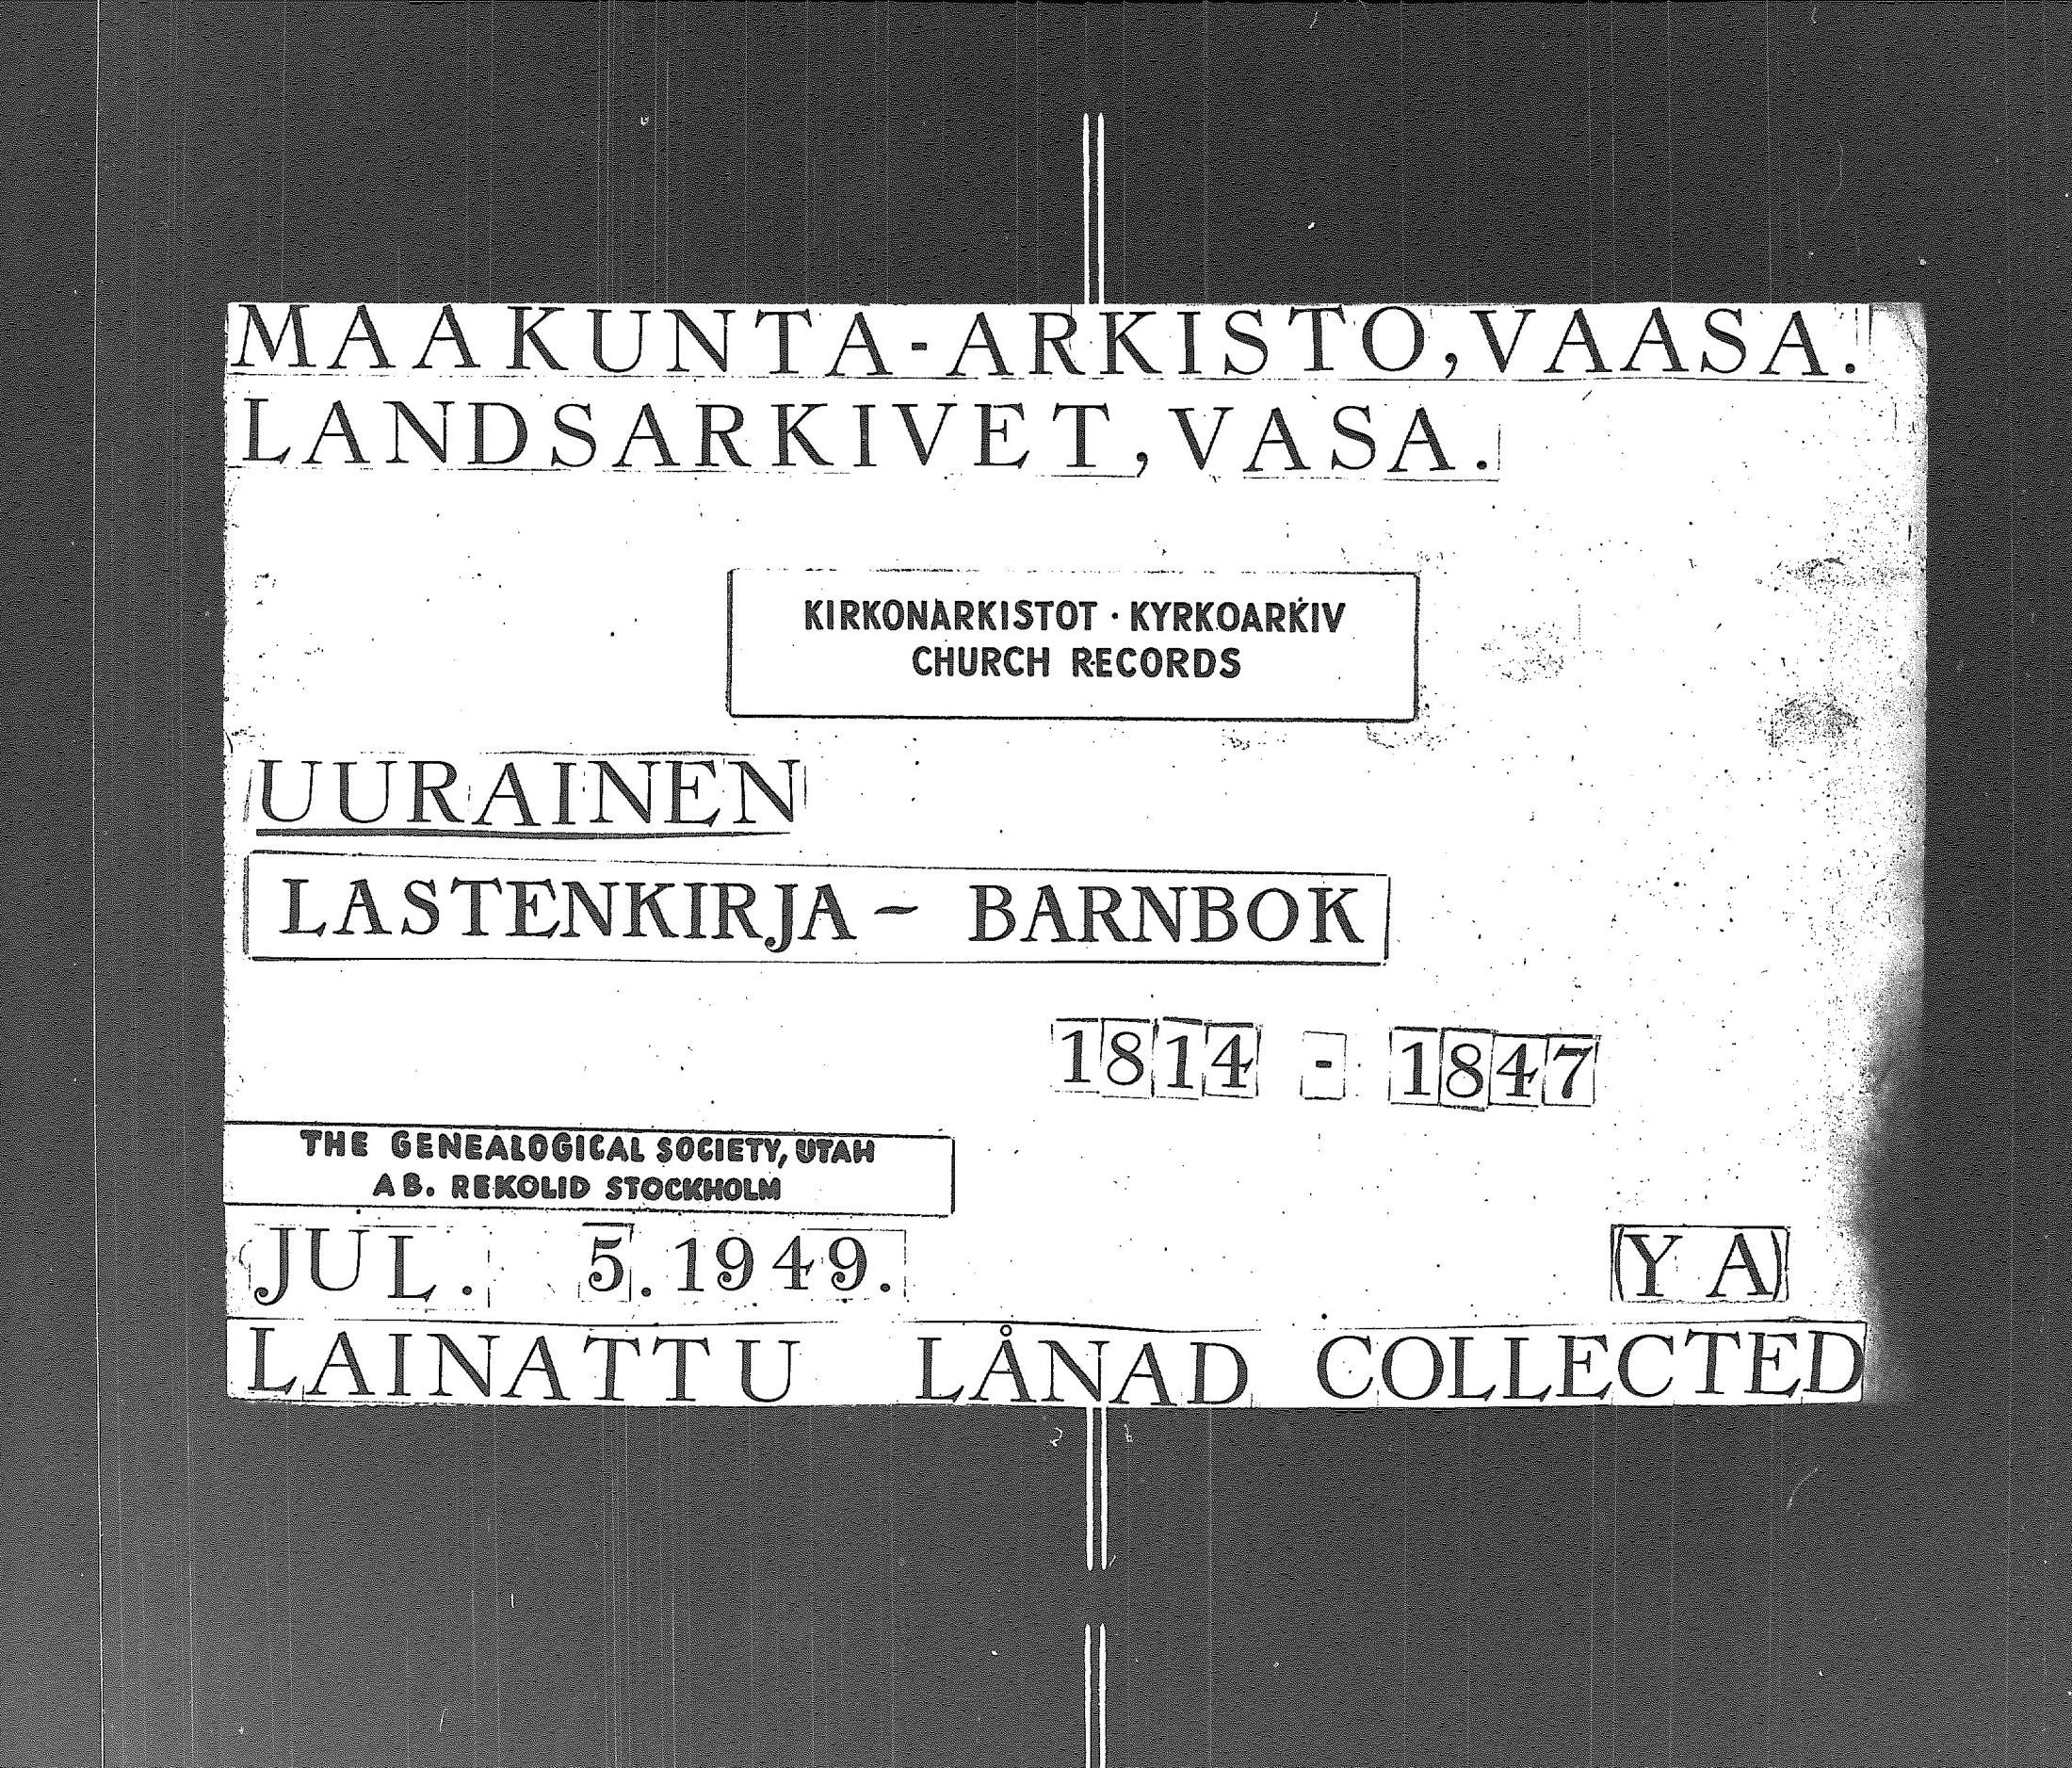 MAAKUNTA-ARKISTO, VAASA.
LANDSARKIVET, VASA.
KIRKONARKISTOT · KYRKOARKIV
CHURCH RECORDS
UURAINEN
LASTENKIRJA - BARNBOK
1814 - 1847
THE GENEALOGICAL SOCIETY, UTAH
AB. REKOLID STOCKHOLM
JUL. 5. 1949. (YA)
LAINATTU LÅNAD COLLECTED